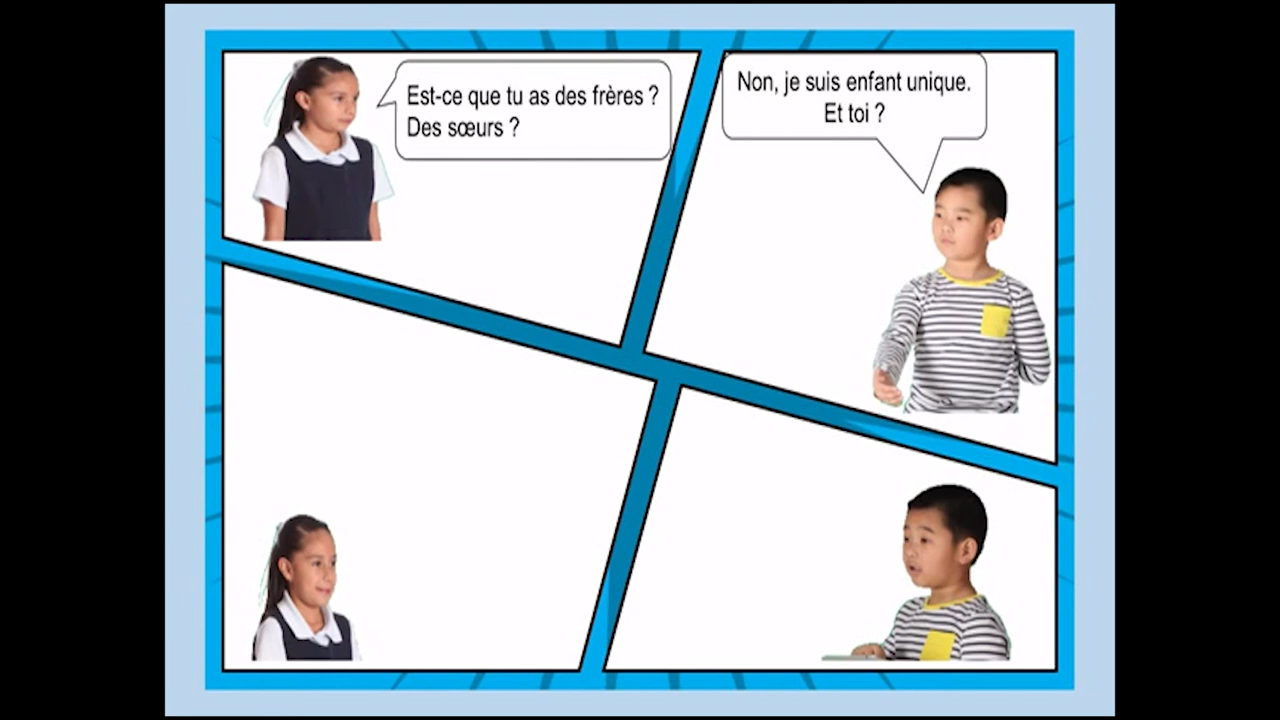 Est-ce que tu as des frères ?
Des sœurs ?
Non, je suis enfant unique.
Et toi ?